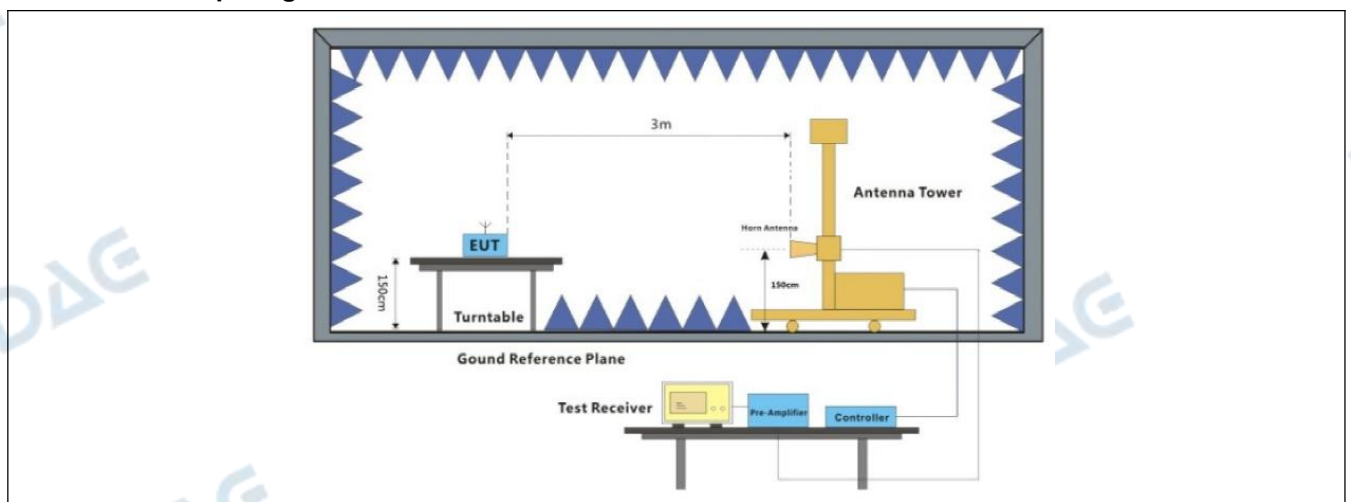 3m
Antenna Tower
Horn Antenna
EUT
150cm
150cm
Turntable
Gound Reference Plane
Test Receiver
Pre-Amplifier
Controller